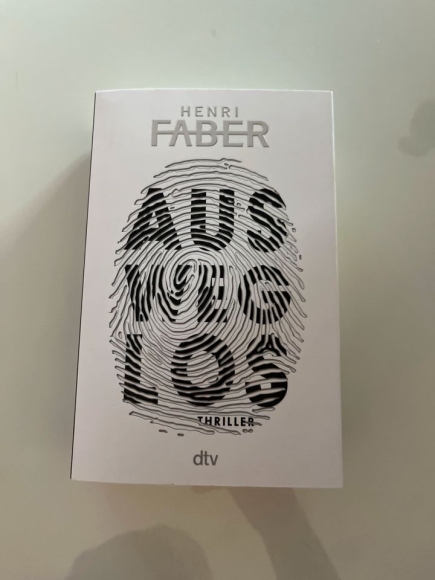 HENRI
FABER
AUS
WEG
LOS
THRILLER
dtv